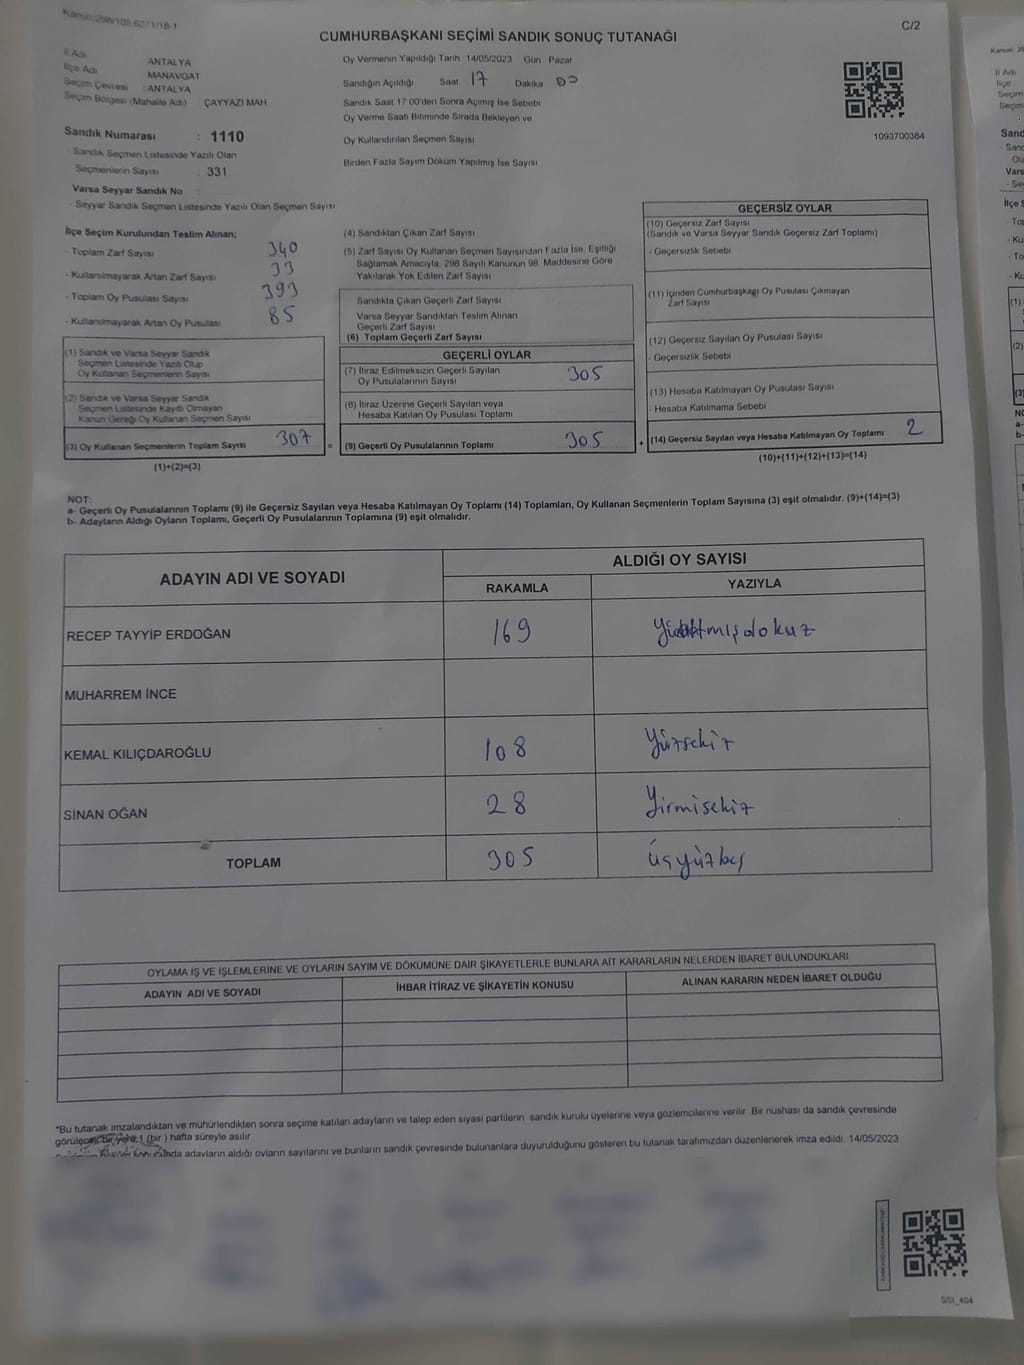 Kanun:298/105-6271/18-1
C/2
CUMHURBAŞKANI SEÇİMİ SANDIK SONUÇ TUTANAĞI
İl Adı ANTALYA
İlçe Adı MANAVGAT
Seçim Çevresi : ANTALYA
Seçim Bölgesi (Mahalle Adı) ÇAYYAZI MAH
Sandık Numarası : 1110
- Sandık Seçmen Listesinde Yazılı Olan
Seçmenlerin Sayısı 331
Varsa Seyyar Sandık No
- Seyyar Sandık Seçmen Listesinde Yazılı Olan Seçmen Sayısı
Oy Vermenin Yapıldığı Tarih 14/05/2023 Gün Pazar
Sandığın Açıldığı Saat 17 Dakika 00
Sandık Saat 17 00'den Sonra Açımış İse Sebebi
Oy Verme Saati Bitiminde Sırada Bekleyen ve
Oy Kullandırılan Seçmen Sayısı
Birden Fazla Sayım Döküm Yapılmış İse Sayısı
1093700384
İlçe Seçim Kurulundan Teslim Alınan;
- Toplam Zarf Sayısı 340
- Kullanılmayarak Artan Zarf Sayısı 33
- Toplam Oy Pusulası Sayısı 393
- Kullanılmayarak Artan Oy Pusulası 85
(1) Sandık ve Varsa Seyyar Sandık
Seçmen Listesinde Yazılı Olup
Oy Kullanan Seçmenlerin Sayısı
(2) Sandık ve Varsa Seyyar Sandık
Seçmen Listesinde Kayıtlı Olmayan
Kanun Gereği Oy Kullanan Seçmen Sayısı
(3) Oy Kullanan Seçmenlerin Toplam Sayısı 307
(1)+(2)=(3)
=
(4) Sandıktan Çıkan Zarf Sayısı
(5) Zarf Sayısı Oy Kullanan Seçmen Sayısından Fazla İse, Eşitliği
Sağlamak Amacıyla, 298 Sayılı Kanunun 98. Maddesine Göre
Yakılarak Yok Edilen Zarf Sayısı
Sandıkta Çıkan Geçerli Zarf Sayısı
Varsa Seyyar Sandıktan Teslim Alınan
Geçerli Zarf Sayısı
(6) Toplam Geçerli Zarf Sayısı
GEÇERLİ OYLAR
(7) İtiraz Edilmeksizin Geçerli Sayılan
Oy Pusulalarının Sayısı 305
(8) İtiraz Üzerine Geçerli Sayılan veya
Hesaba Katılan Oy Pusulası Toplamı
(9) Geçerli Oy Pusulalarının Toplamı 305
+
GEÇERSİZ OYLAR
(10) Geçersiz Zarf Sayısı
(Sandık ve Varsa Seyyar Sandık Geçersiz Zarf Toplamı)
- Geçersizlik Sebebi
(11) İçinden Cumhurbaşkagı Oy Pusulası Çıkmayan
Zarf Sayısı
(12) Geçersiz Sayılan Oy Pusulası Sayısı
- Geçersizlik Sebebi
(13) Hesaba Katılmayan Oy Pusulası Sayısı
- Hesaba Katılmama Sebebi
(14) Geçersiz Sayılan veya Hesaba Katılmayan Oy Toplamı 2
(10)+(11)+(12)+(13)=(14)
NOT:
a- Geçerli Oy Pusulalarının Toplamı (9) ile Geçersiz Sayılan veya Hesaba Katılmayan Oy Toplamı (14) Toplamları, Oy Kullanan Seçmenlerin Toplam Sayısına (3) eşit olmalıdır. (9)+(14)=(3)
b- Adayların Aldığı Oyların Toplamı, Geçerli Oy Pusulalarının Toplamına (9) eşit olmalıdır.
ADAYIN ADI VE SOYADI ALDIĞI OY SAYISI
RAKAMLA YAZIYLA
RECEP TAYYİP ERDOĞAN 169
MUHARREM İNCE
KEMAL KILIÇDAROĞLU 108 Yüzsekiz
SİNAN OĞAN 28 Yirmisekiz
TOPLAM 305 Üçyüzbeş
OYLAMA İŞ VE İŞLEMLERİNE VE OYLARIN SAYIM VE DÖKÜMÜNE DAİR ŞİKAYETLERLE BUNLARA AİT KARARLARIN NELERDEN İBARET BULUNDUKLARI
ADAYIN ADI VE SOYADI İHBAR İTİRAZ VE ŞİKAYETİN KONUSU ALINAN KARARIN NEDEN İBARET OLDUĞU
*Bu tutanak imzalandıktan ve mühürlendikten sonra seçime katılan adayların ve talep eden siyasi partilerin sandık kurulu üyelerine veya gözlemcilerine verilir. Bir nüshası da sandık çevresinde
görülecek bir yere 1 (bir ) hafta süreyle asılır
adayların aldığı oyların sayılarını ve bunların sandık çevresinde bulunanlara duyurulduğunu gösteren bu tutanak tarafımızdan düzenlenerek imza edildi. 14/05/2023
GSI_404